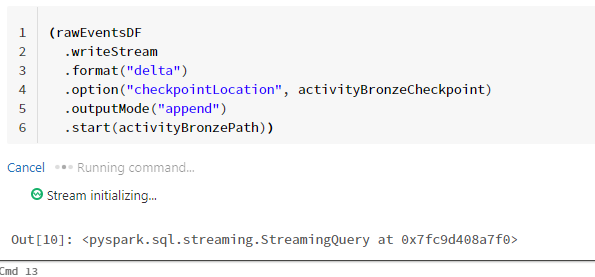 1 (rawEventsDF
2 .writeStream
3 .format("delta")
4 .option("checkpointLocation", activityBronzeCheckpoint)
5 .outputMode("append")
6 .start(activityBronzePath))
Cancel Running command...
Stream initializing...
Out[10]: <pyspark.sql.streaming.StreamingQuery at 0x7fc9d408a7f0>
Cmd 13